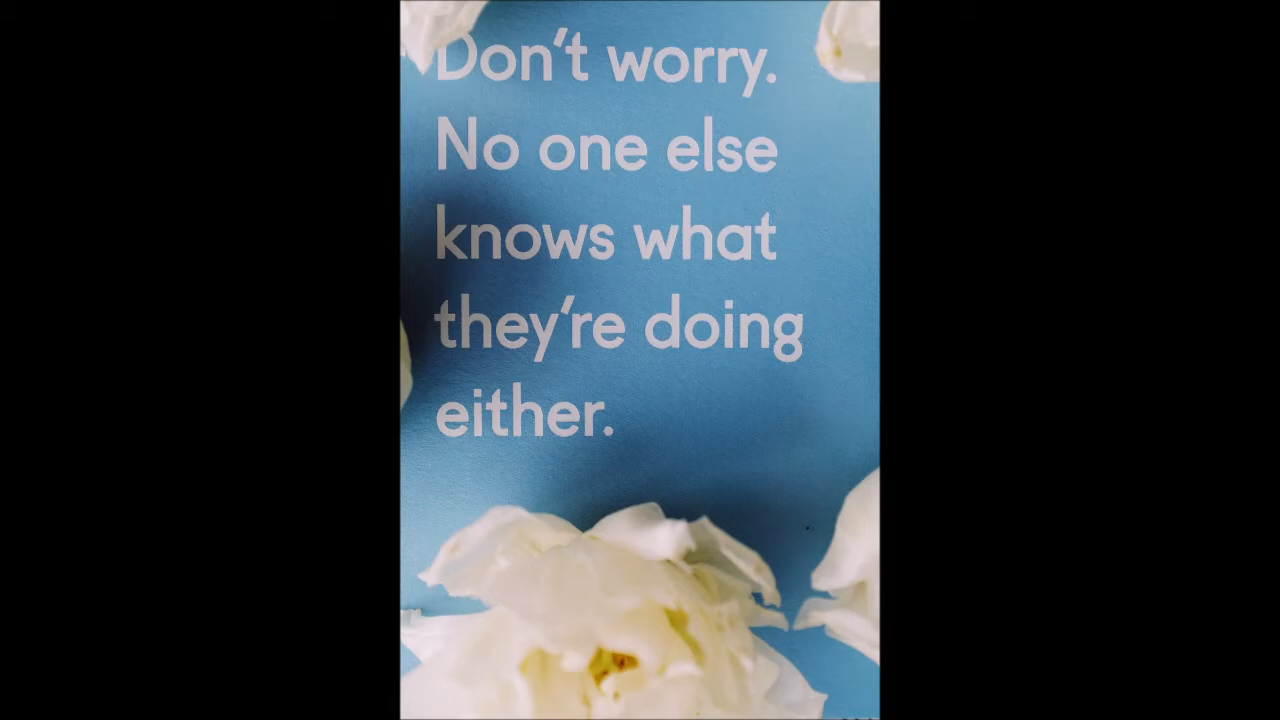 Don't worry.
No one else
knows what
they're doing
either.